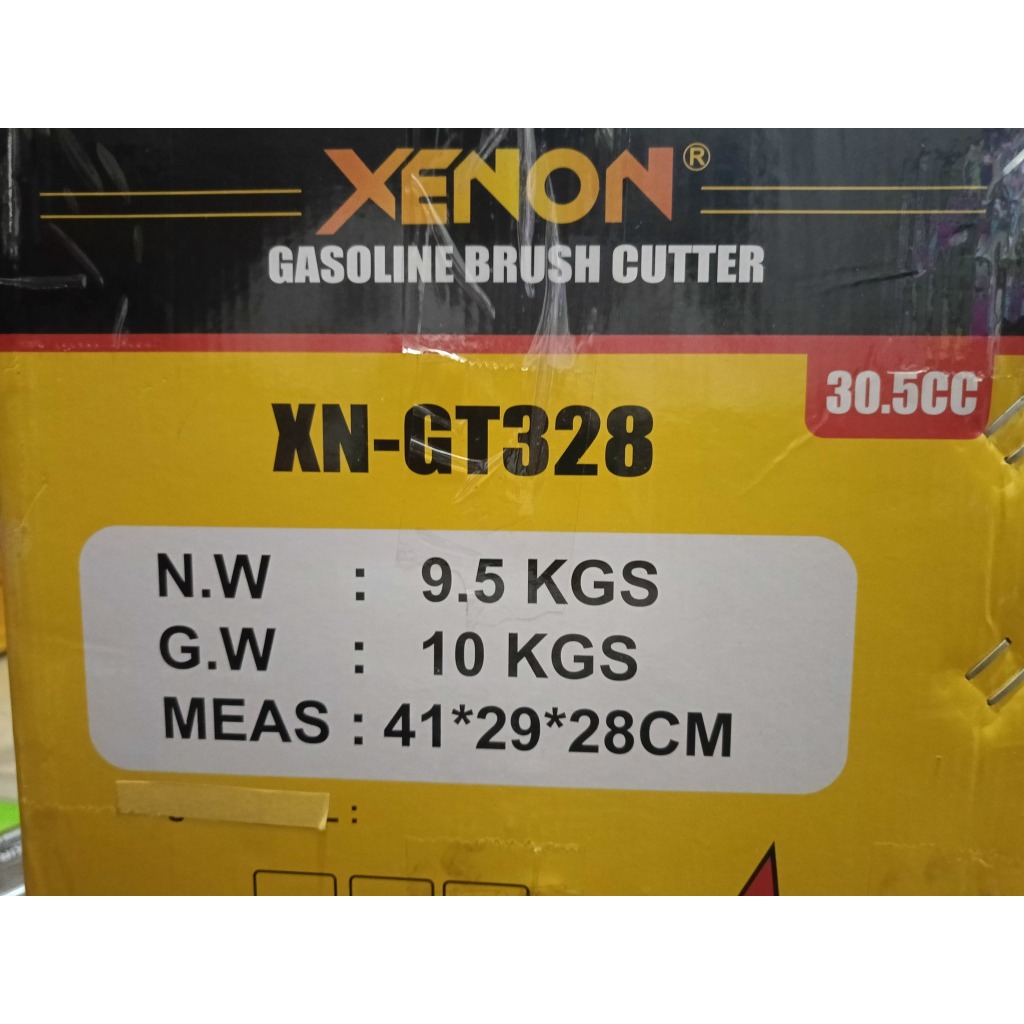 XENON®
GASOLINE BRUSH CUTTER
30.5CC
XN-GT328
N.W : 9.5 KGS
G.W : 10 KGS
MEAS : 41*29*28CM